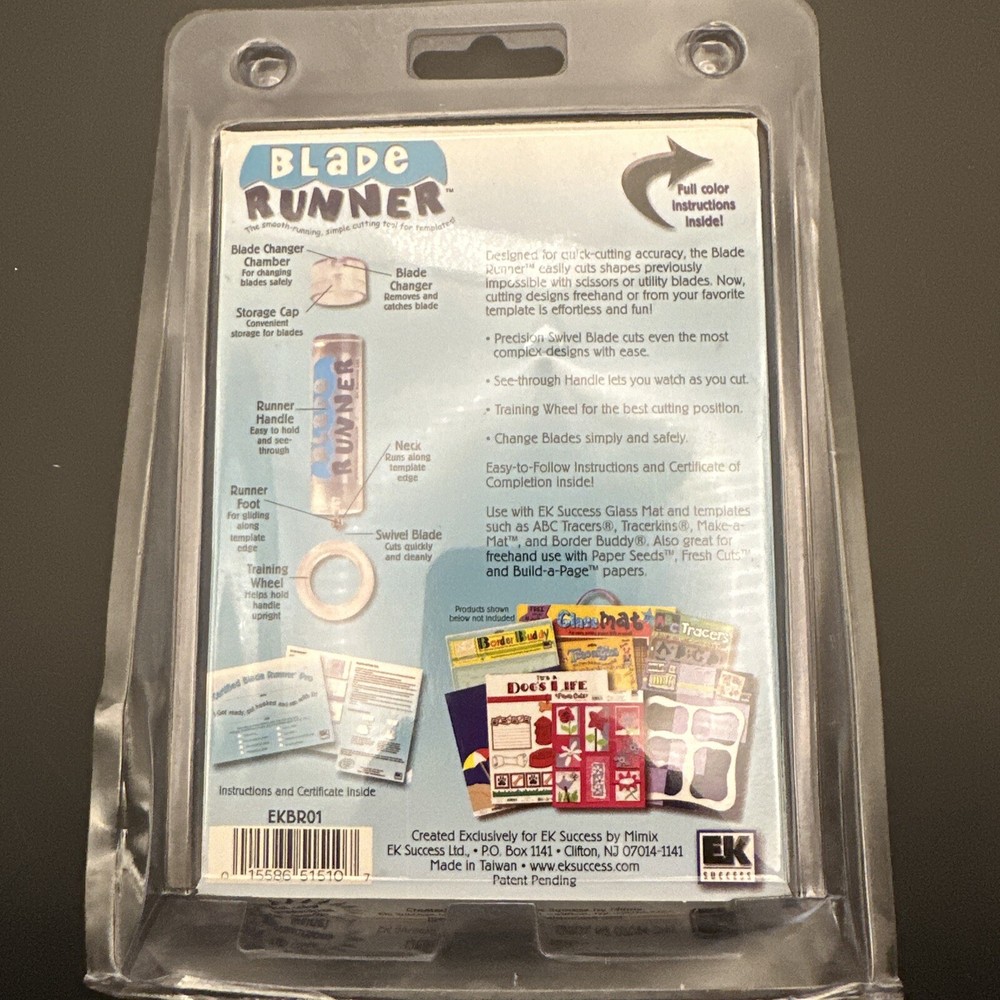 BLADE
RUNNER™
The smooth-running, simple cutting tool for templates!
Full color
instructions
inside!
Blade Changer
Chamber
For changing
blades safely
Blade
Changer
Removes and
catches blade
Storage Cap
Convenient
storage for blades
BLADE
RUNNER
Runner
Handle
Easy to hold
and see-
through
Neck
Runs along
template
edge
Runner
Foot
For gliding
along
template
edge
Swivel Blade
Cuts quickly
and cleanly
Training
Wheel
Helps hold
handle
upright
Designed for quick-cutting accuracy, the Blade
Runner™ easily cuts shapes previously
impossible with scissors or utility blades. Now,
cutting designs freehand or from your favorite
template is effortless and fun!
• Precision Swivel Blade cuts even the most
complex designs with ease.
• See-through Handle lets you watch as you cut.
• Training Wheel for the best cutting position.
• Change Blades simply and safely.
Easy-to-Follow Instructions and Certificate of
Completion inside!
Use with EK Success Glass Mat and templates
such as ABC Tracers®, Tracerkins®, Make-a-
Mat™, and Border Buddy®. Also great for
freehand use with Paper Seeds™, Fresh Cuts™,
and Build-a-Page™ papers.
Products shown
below not included
Glass mat
Border Buddy
ABC Tracers
It's A
DOG'S LIFE
Certified Blade Runner Pro
Instructions and Certificate Inside
EKBR01
0 15586 51510 7
Created Exclusively for EK Success by Mimix
EK Success Ltd., • P.O. Box 1141 • Clifton, NJ 07014-1141
Made in Taiwan • www.eksuccess.com
Patent Pending
EK
SUCCESS